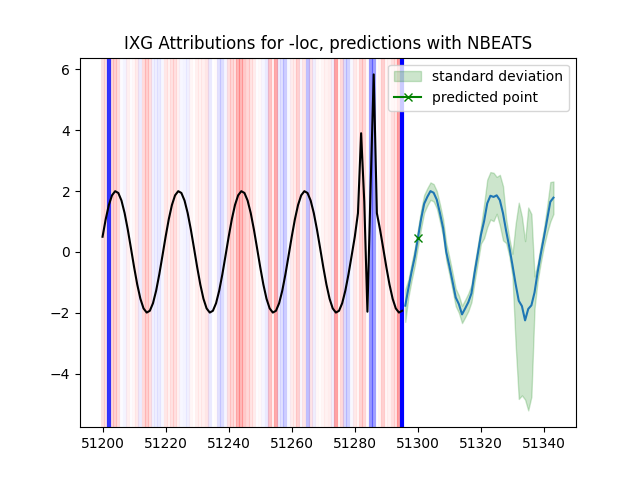 IXG Attributions for -loc, predictions with NBEATS
standard deviation
predicted point
6
4
2
0
−2
−4
51200 51220 51240 51260 51280 51300 51320 51340